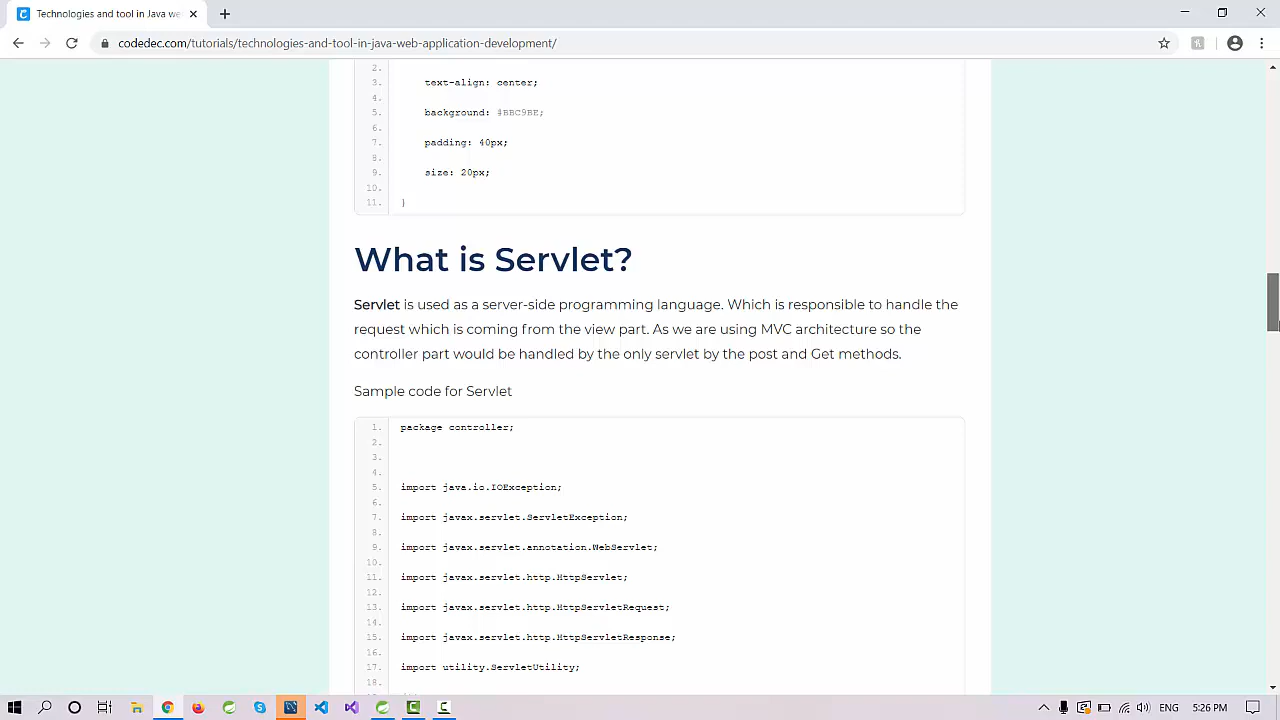 Technologies and tool in Java we
codedec.com/tutorials/technologies-and-tool-in-java-web-application-development/
2.
3. text-align: center;
4.
5. background: #BBC9BE;
6.
7. padding: 40px;
8.
9. size: 20px;
10.
11. }
What is Servlet?
Servlet is used as a server-side programming language. Which is responsible to handle the
request which is coming from the view part. As we are using MVC architecture so the
controller part would be handled by the only servlet by the post and Get methods.
Sample code for Servlet
1. package controller;
2.
3.
4.
5. import java.io.IOException;
6.
7. import javax.servlet.ServletException;
8.
9. import javax.servlet.annotation.WebServlet;
10.
11. import javax.servlet.http.HttpServlet;
12.
13. import javax.servlet.http.HttpServletRequest;
14.
15. import javax.servlet.http.HttpServletResponse;
16.
17. import utility.ServletUtility;
18.
ENG 5:26 PM